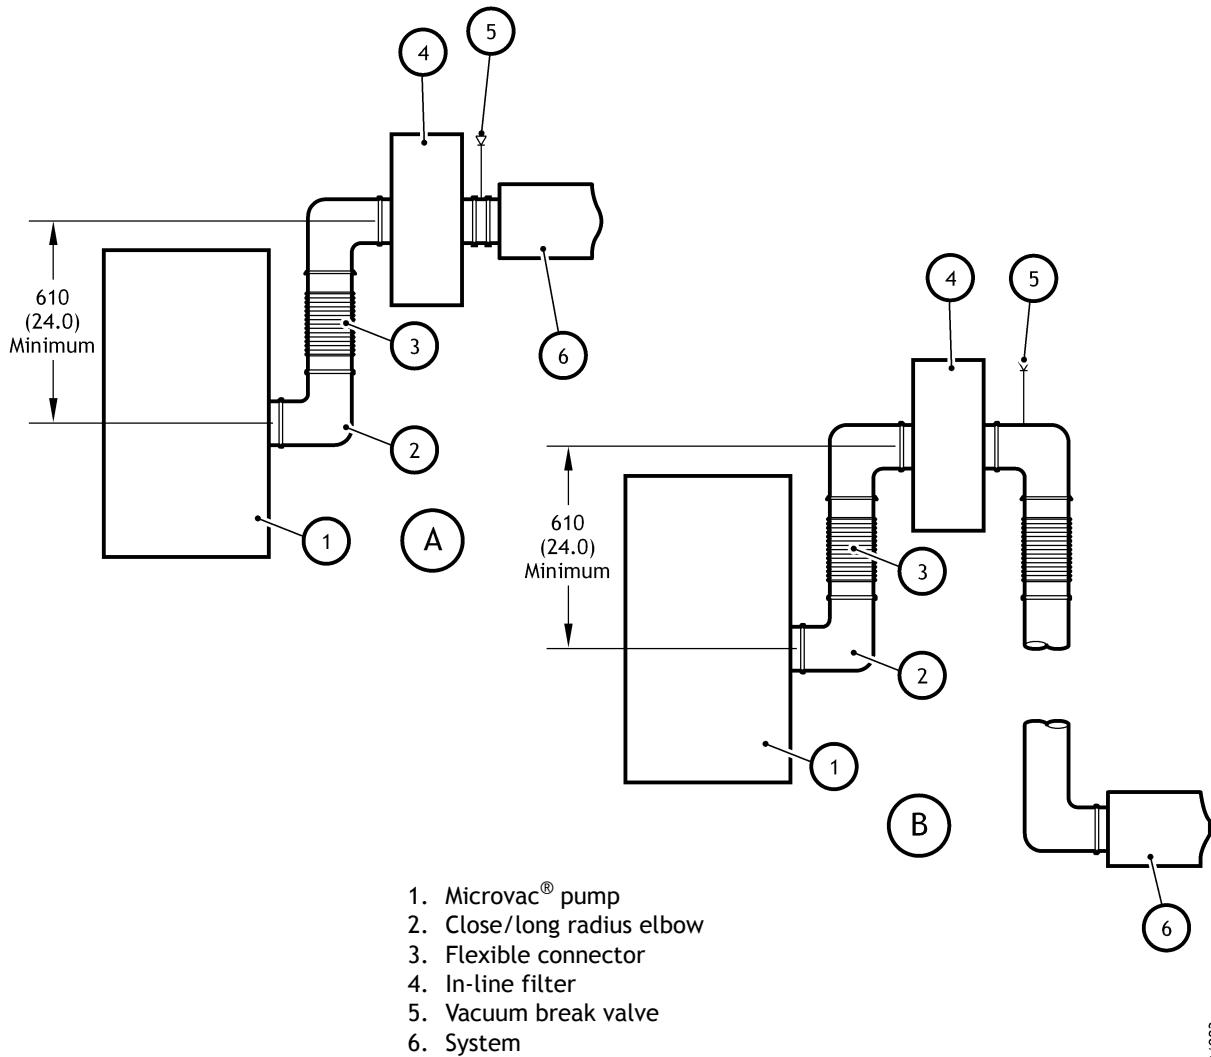 4
5
610
(24.0)
Minimum
3
6
2
1
A
4
5
610
(24.0)
Minimum
3
2
1
B
6
1. Microvac® pump
2. Close/long radius elbow
3. Flexible connector
4. In-line filter
5. Vacuum break valve
6. System